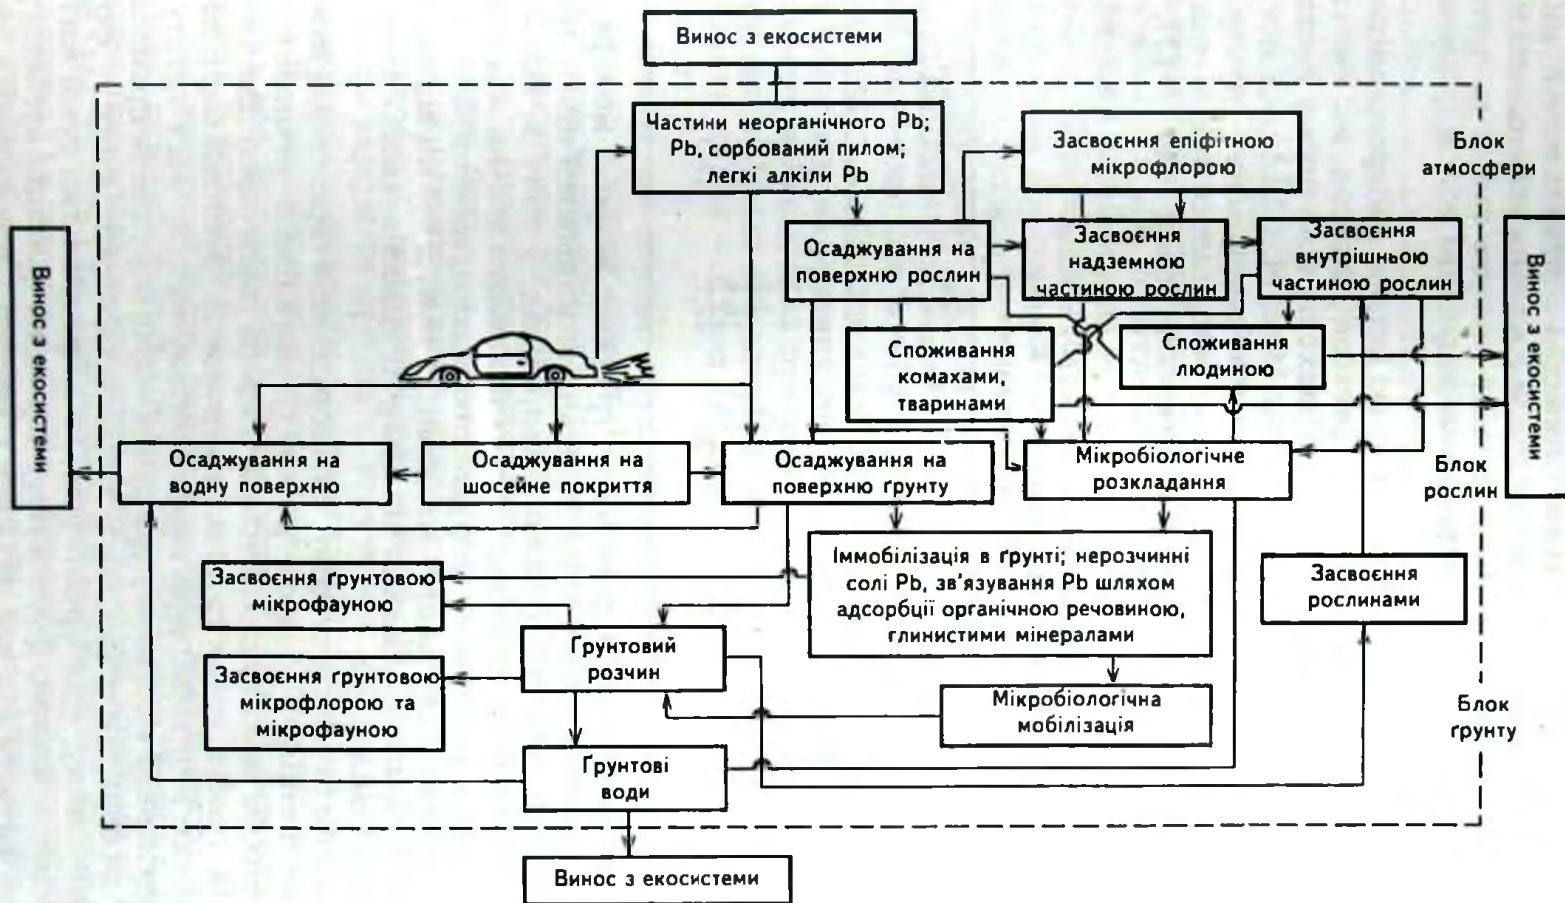 Винос з екосистеми
Частини неорганічного Pb;
Pb, сорбований пилом;
легкі алкіли Pb
Засвоєння епіфітною
мікрофлорою
Блок
атмосфери
Осаджування на
поверхню рослин
Засвоєння
надземною
частиною рослин
Засвоєння
внутрішньою
частиною рослин
Винос з екосистеми
Винос з екосистеми
Споживання
комахами,
тваринами
Споживання
людиною
Осаджування на
водну поверхню
Осаджування на
шосейне покриття
Осаджування на
поверхню ґрунту
Мікробіологічне
розкладання
Блок
рослин
Засвоєння ґрунтовою
мікрофауною
Іммобілізація в ґрунті; нерозчинні
солі Pb, зв'язування Pb шляхом
адсорбції органічною речовиною,
глинистими мінералами
Засвоєння
рослинами
Ґрунтовий
розчин
Засвоєння ґрунтовою
мікрофлорою та
мікрофауною
Мікробіологічна
мобілізація
Блок
ґрунту
Ґрунтові
води
Винос з екосистеми